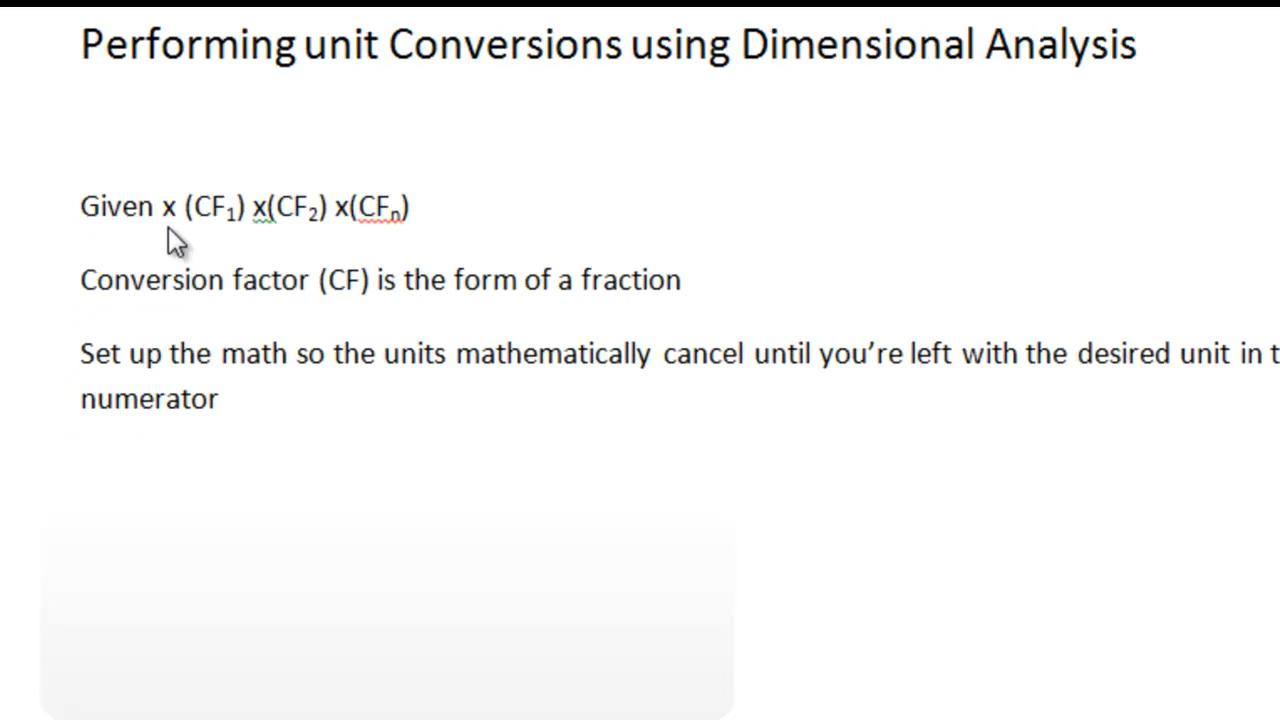 Performing unit Conversions using Dimensional Analysis
Given x (CF₁) x(CF₂) x(CFₙ)
Conversion factor (CF) is the form of a fraction
Set up the math so the units mathematically cancel until you’re left with the desired unit in t
numerator